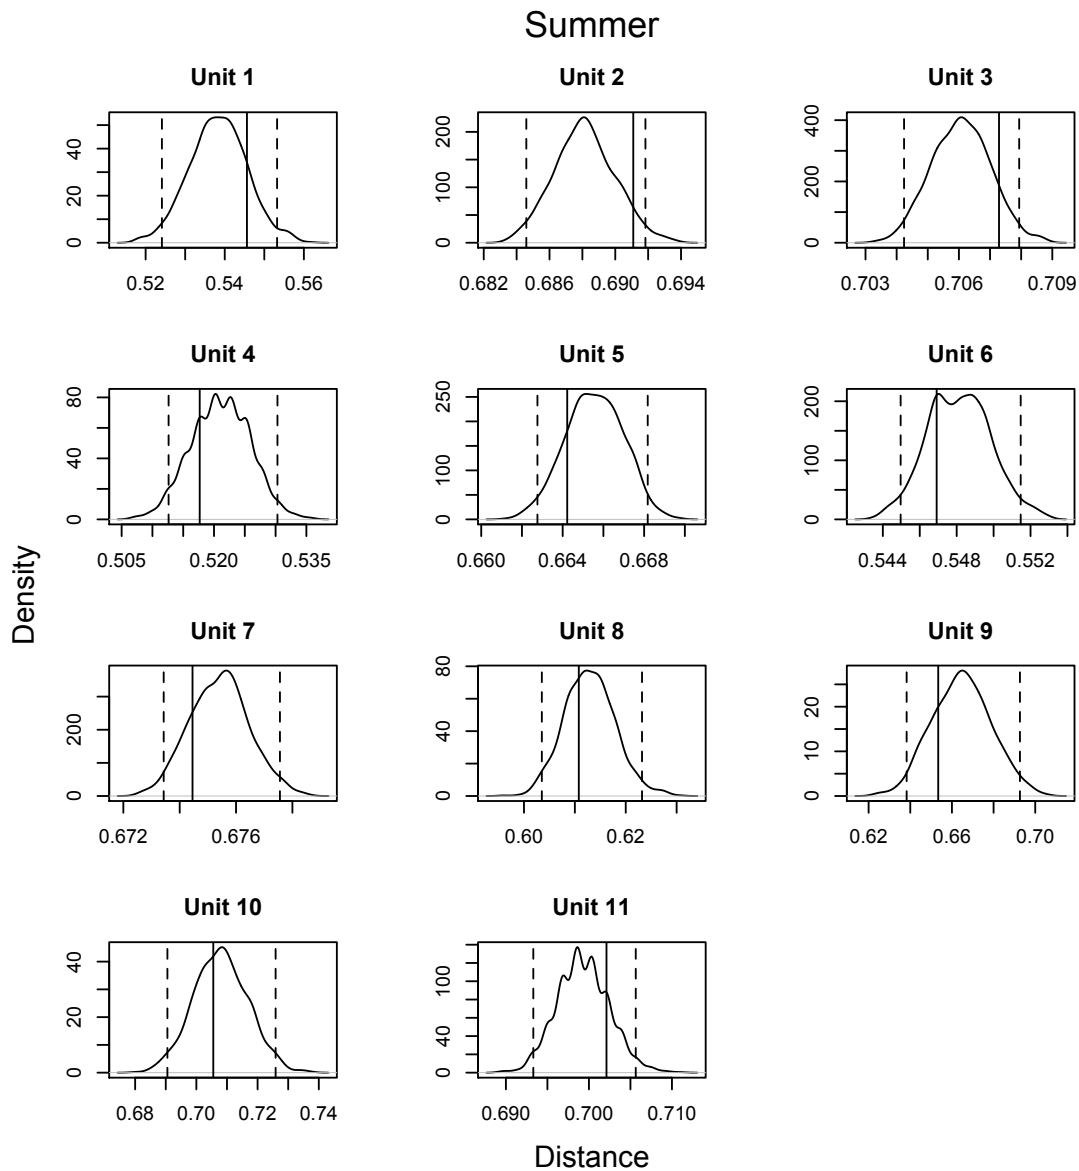 Summer
Unit 1
Unit 2
Unit 3
0 20 40
0.52 0.54 0.56
0 100 200
0.682 0.686 0.690 0.694
0 200 400
0.703 0.706 0.709
Unit 4
Unit 5
Unit 6
0 40 80
0.505 0.520 0.535
0 100 250
0.660 0.664 0.668
0 100 200
0.544 0.548 0.552
Density
Unit 7
Unit 8
Unit 9
0 200
0.672 0.676
0 40 80
0.60 0.62
0 10 20
0.62 0.66 0.70
Unit 10
Unit 11
0 20 40
0.68 0.70 0.72 0.74
0 40 100
0.690 0.700 0.710
Distance